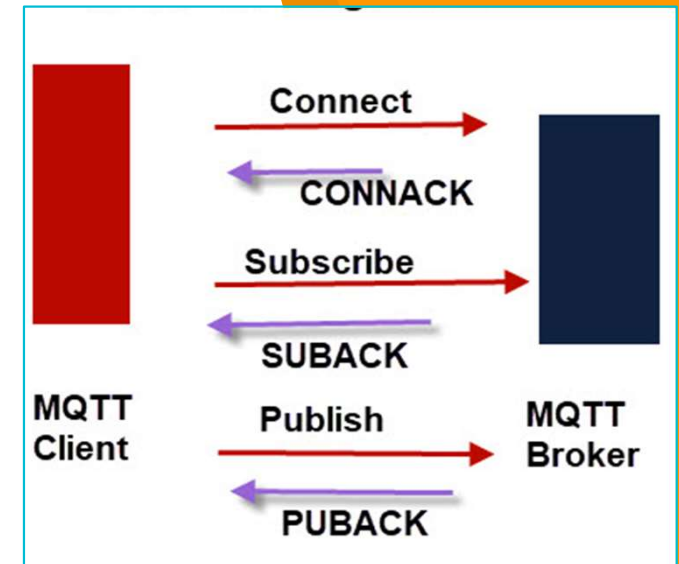 Connect
CONNACK
Subscribe
SUBACK
MQTT
Client
Publish
MQTT
Broker
PUBACK